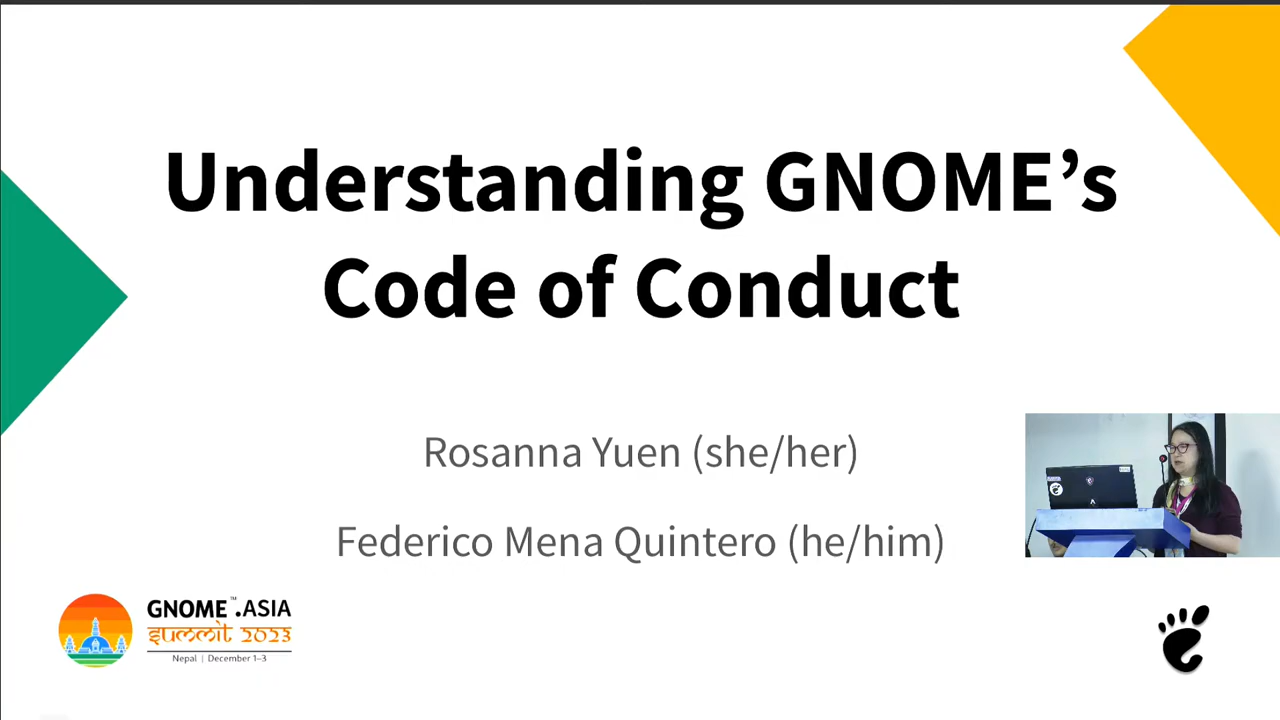 Understanding GNOME’s
Code of Conduct
Rosanna Yuen (she/her)
Federico Mena Quintero (he/him)
GNOME™.ASIA
summit 2023
Nepal | December 1–3